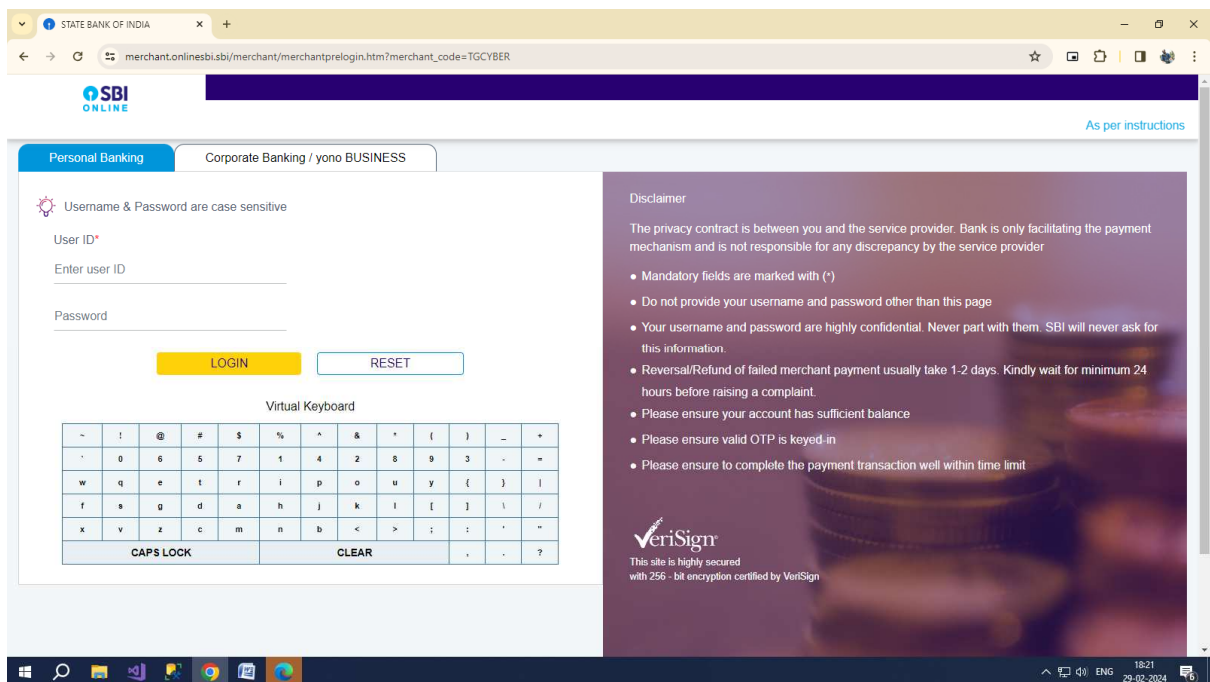 STATE BANK OF INDIA
merchant.onlinesbi.sbi/merchant/merchantprelogin.htm?merchant_code=TGCYBER
SBI
ONLINE
As per instructions
Personal Banking
Corporate Banking / yono BUSINESS
Username & Password are case sensitive
User ID*
Enter user ID
Password
LOGIN RESET
Virtual Keyboard
~ ! @ # $ % ^ & * ( ) _ +
` 0 6 5 7 1 4 2 8 9 3 - =
w q e t r i p o u y { } |
f s g d a h j k l [ ] \ /
x v z c m n b < > ; : ' "
CAPS LOCK CLEAR , . ?
Disclaimer
The privacy contract is between you and the service provider. Bank is only facilitating the payment
mechanism and is not responsible for any discrepancy by the service provider
• Mandatory fields are marked with (*)
• Do not provide your username and password other than this page
• Your username and password are highly confidential. Never part with them. SBI will never ask for
this information.
• Reversal/Refund of failed merchant payment usually take 1-2 days. Kindly wait for minimum 24
hours before raising a complaint.
• Please ensure your account has sufficient balance
• Please ensure valid OTP is keyed-in
• Please ensure to complete the payment transaction well within time limit
VeriSign
This site is highly secured
with 256 - bit encryption certified by VeriSign
ENG
18:21
29-02-2024
6